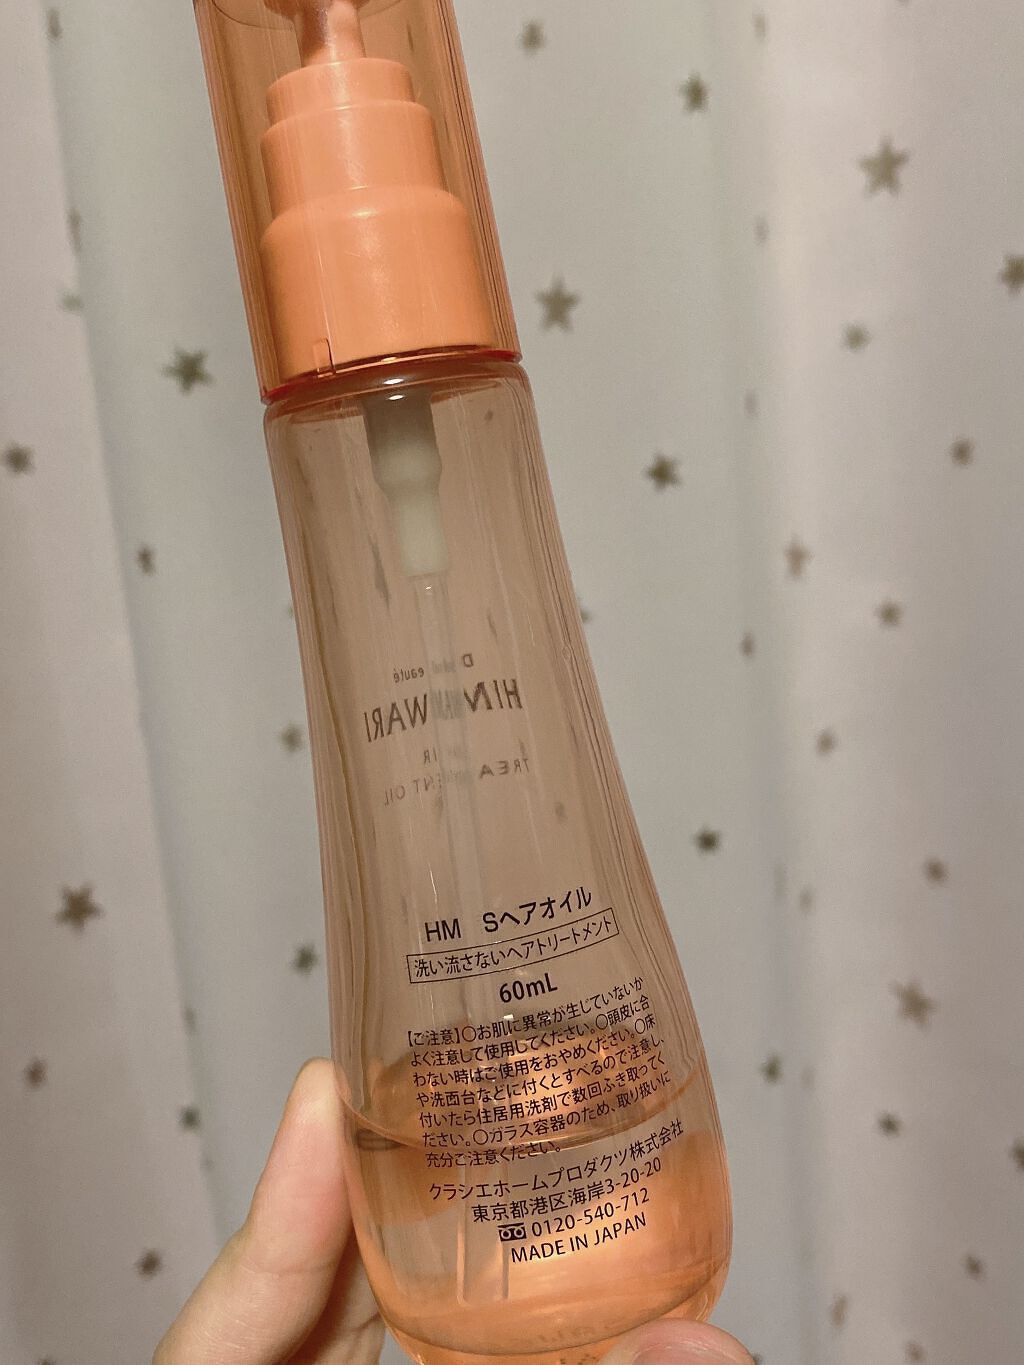 HIMAWARI
TREATMENT OIL
HM Sヘアオイル
洗い流さないヘアトリートメント
60mL
【ご注意】○お肌に異常が生じていないか
よく注意して使用してください。○頭皮に合
わない時はご使用をおやめください。○床
や洗面台などに付くとすべるので注意し、
付いたら住居用洗剤で数回ふき取ってく
ださい。○ガラス容器のため、取り扱いに
充分ご注意ください。
クラシエホームプロダクツ株式会社
東京都港区海岸3-20-20
0120-540-712
MADE IN JAPAN